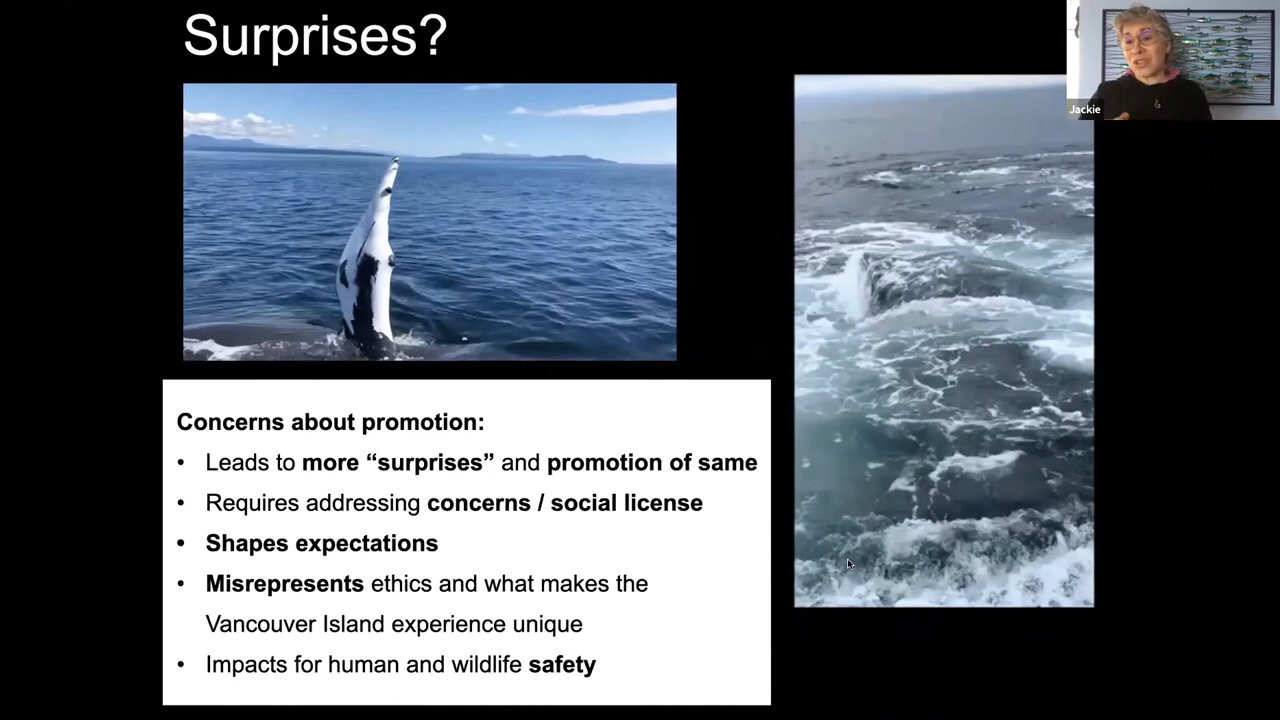 Surprises?
Jackie
Concerns about promotion:
• Leads to more “surprises” and promotion of same
• Requires addressing concerns / social license
• Shapes expectations
• Misrepresents ethics and what makes the
Vancouver Island experience unique
• Impacts for human and wildlife safety